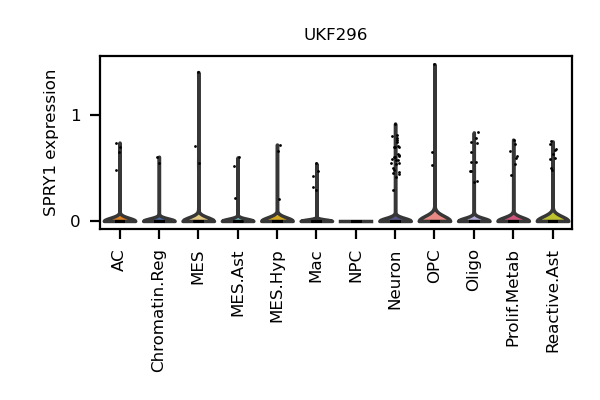 UKF296
SPRY1 expression
1
0
AC
Chromatin.Reg
MES
MES.Ast
MES.Hyp
Mac
NPC
Neuron
OPC
Oligo
Prolif.Metab
Reactive.Ast